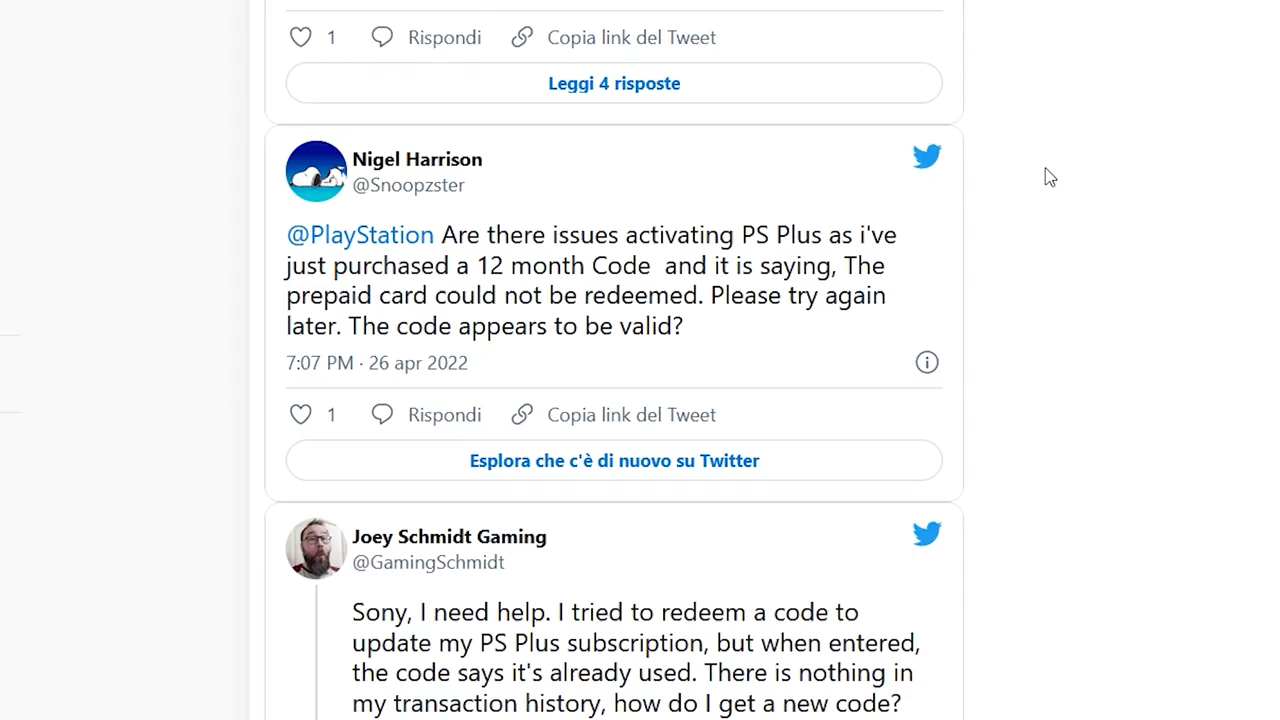 1 Rispondi Copia link del Tweet
Leggi 4 risposte
Nigel Harrison
@Snoopzster
@PlayStation Are there issues activating PS Plus as i've
just purchased a 12 month Code  and it is saying, The
prepaid card could not be redeemed. Please try again
later. The code appears to be valid?
7:07 PM · 26 apr 2022
1 Rispondi Copia link del Tweet
Esplora che c'è di nuovo su Twitter
Joey Schmidt Gaming
@GamingSchmidt
Sony, I need help. I tried to redeem a code to
update my PS Plus subscription, but when entered,
the code says it's already used. There is nothing in
my transaction history, how do I get a new code?